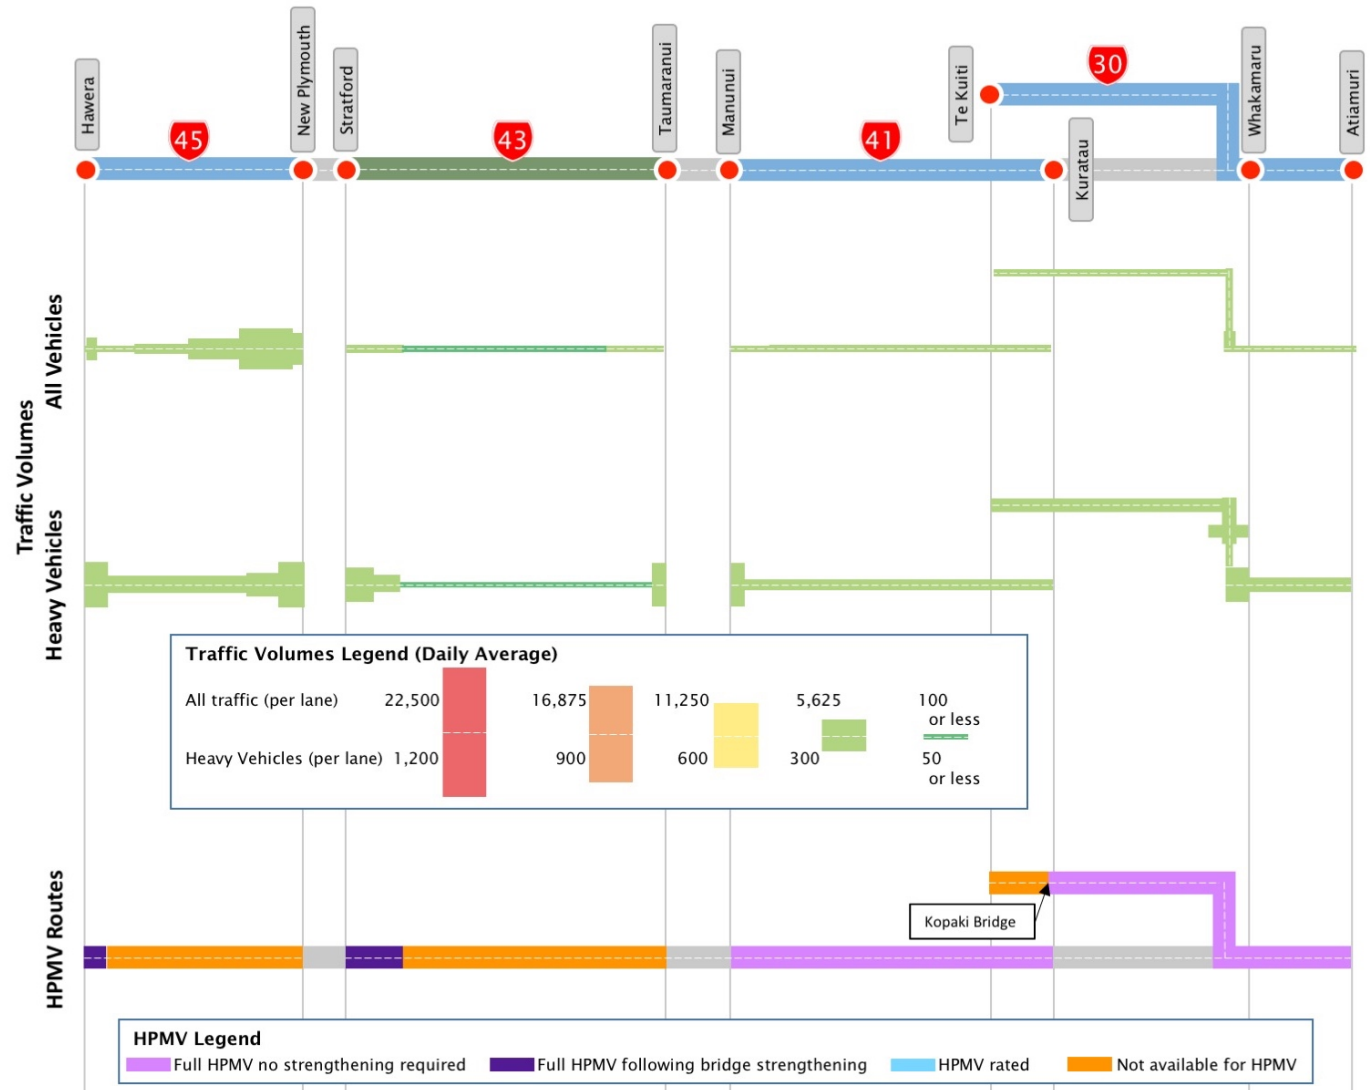 Hawera
New Plymouth
Stratford
Taumaranui
Manunui
Te Kuiti
Kuratau
Whakamaru
Atiamuri
45
43
41
30
Traffic Volumes
All Vehicles
Heavy Vehicles
Traffic Volumes Legend (Daily Average)
All traffic (per lane) 22,500 16,875 11,250 5,625 100
or less
Heavy Vehicles (per lane) 1,200 900 600 300 50
or less
HPMV Routes
Kopaki Bridge
HPMV Legend
Full HPMV no strengthening required Full HPMV following bridge strengthening HPMV rated Not available for HPMV